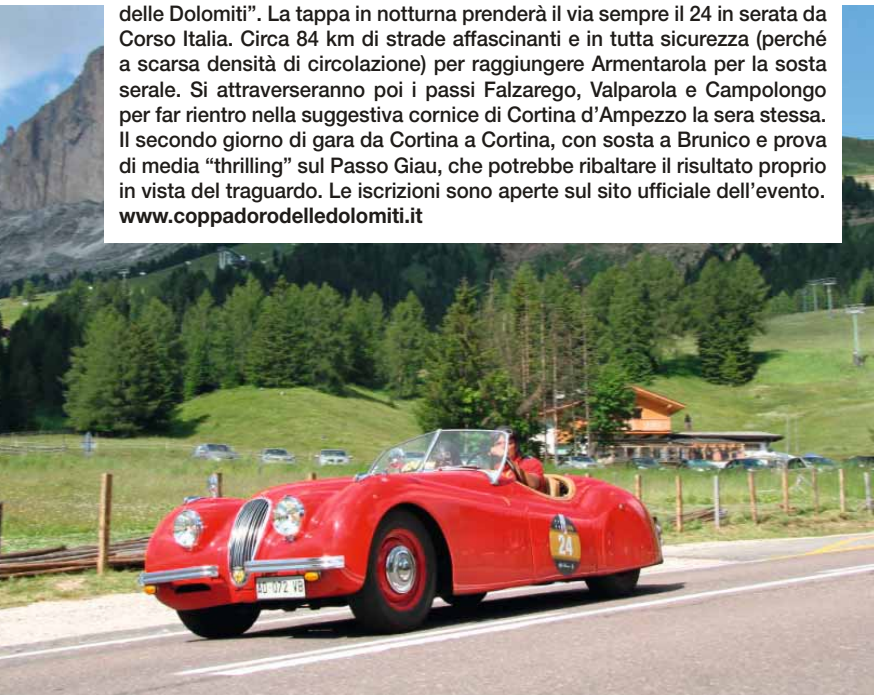 delle Dolomiti”. La tappa in notturna prenderà il via sempre il 24 in serata da
Corso Italia. Circa 84 km di strade affascinanti e in tutta sicurezza (perché
a scarsa densità di circolazione) per raggiungere Armentarola per la sosta
serale. Si attraverseranno poi i passi Falzarego, Valparola e Campolongo
per far rientro nella suggestiva cornice di Cortina d’Ampezzo la sera stessa.
Il secondo giorno di gara da Cortina a Cortina, con sosta a Brunico e prova
di media “thrilling” sul Passo Giau, che potrebbe ribaltare il risultato proprio
in vista del traguardo. Le iscrizioni sono aperte sul sito ufficiale dell’evento.
www.coppadorodelledolomiti.it
24
AD·072 VB